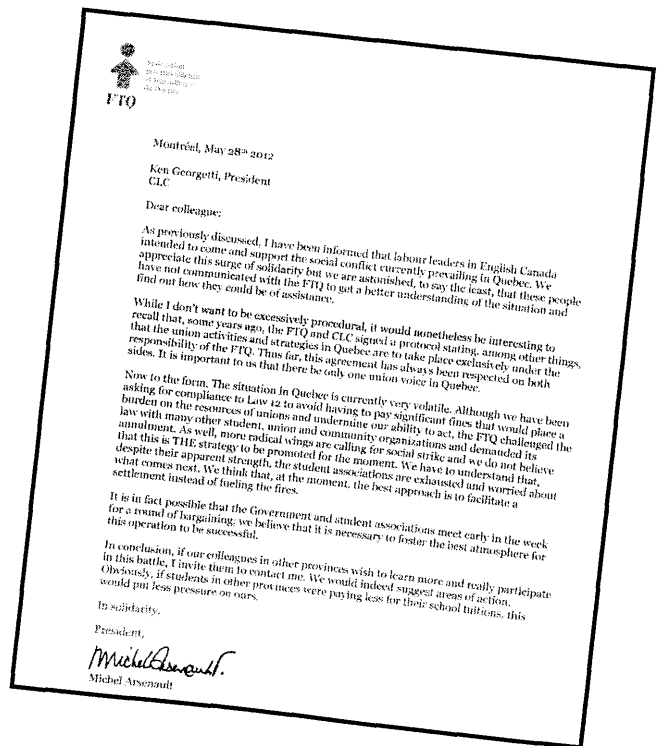 FTQ
Montréal, May 28th 2012
Ken Georgetti, President
CLC
Dear colleague:
As previously discussed, I have been informed that labour leaders in English Canada
intended to come and support the social conflict currently prevailing in Quebec. We
appreciate this surge of solidarity but we are astonished, to say the least, that these people
have not communicated with the FTQ to get a better understanding of the situation and
find out how they could be of assistance.
While I don't want to be excessively procedural, it would nonetheless be interesting to
recall that, some years ago, the FTQ and CLC signed a protocol stating, among other things,
that the union activities and strategies in Quebec are to take place exclusively under the
responsibility of the FTQ. Thus far, this agreement has always been respected on both
sides. It is important to us that there be only one union voice in Quebec.
Now to the form. The situation in Quebec is currently very volatile. Although we have been
asking for compliance to Law 12 to avoid having to pay significant fines that would place a
burden on the resources of unions and undermine our ability to act, the FTQ challenged the
law with many other student, union and community organizations and demanded its
annulment. As well, more radical wings are calling for social strike and we do not believe
that this is THE strategy to be promoted for the moment. We have to understand that,
despite their apparent strength, the student associations are exhausted and worried about
what comes next. We think that, at the moment, the best approach is to facilitate a
settlement instead of fueling the fires.
It is in fact possible that the Government and student associations meet early in the week
for a round of bargaining; we believe that it is necessary to foster the best atmosphere for
this operation to be successful.
In conclusion, if our colleagues in other provinces wish to learn more and really participate
in this battle, I invite them to contact me. We would indeed suggest areas of action.
Obviously, if students in other provinces were paying less for their school tuitions, this
would put less pressure on ours.
In solidarity,
President,
Michel Arsenault
Michel Arsenault